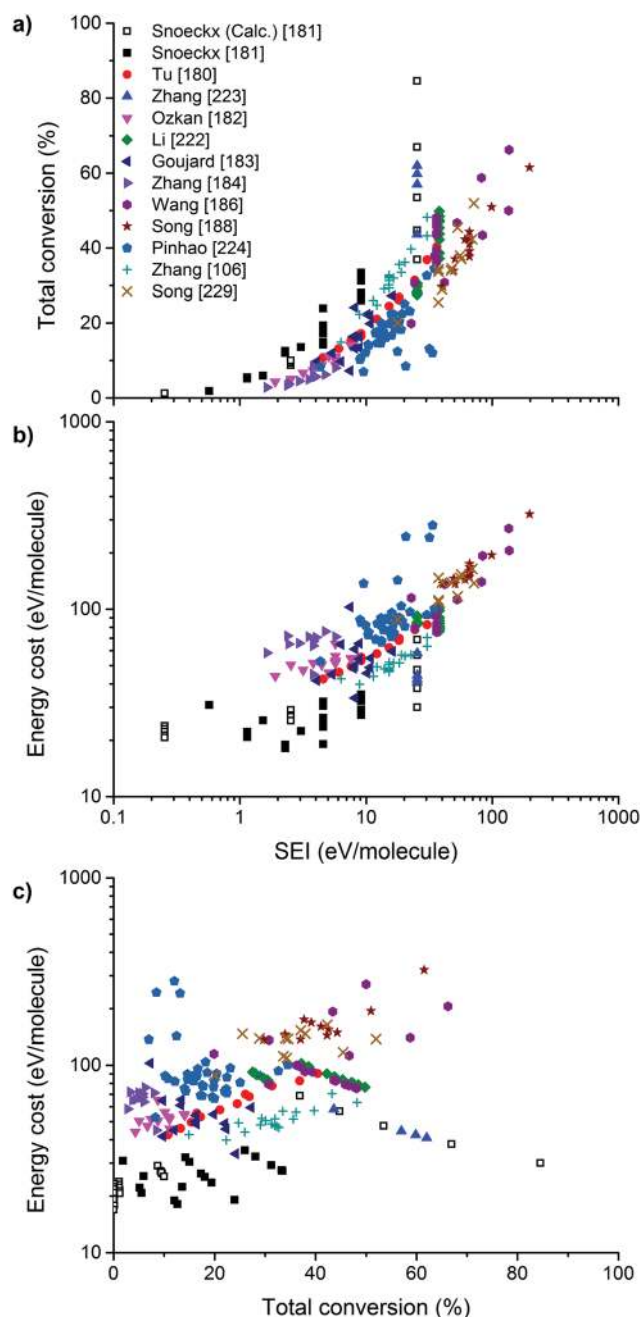 a)
100
80
60
40
20
0
Total conversion (%)
Snoeckx (Calc.) [181]
Snoeckx [181]
Tu [180]
Zhang [223]
Ozkan [182]
Li [222]
Goujard [183]
Zhang [184]
Wang [186]
Song [188]
Pinhao [224]
Zhang [106]
Song [229]
b)
1000
100
10
Energy cost (eV/molecule)
0.1 1 10 100 1000
SEI (eV/molecule)
c)
1000
100
10
Energy cost (eV/molecule)
0 20 40 60 80 100
Total conversion (%)